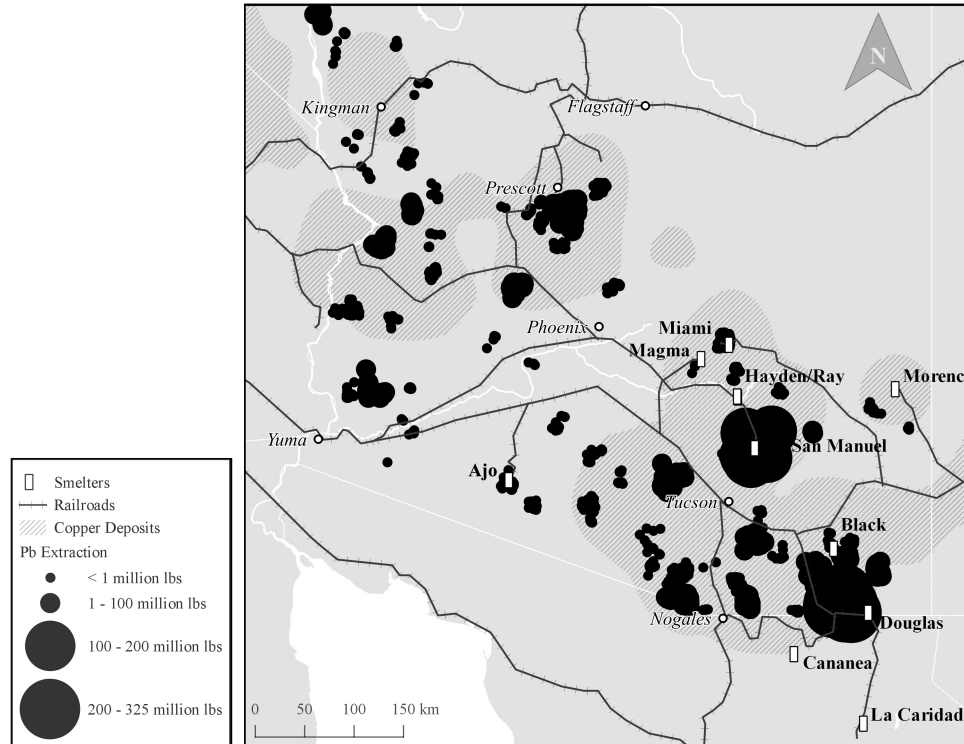 N
Kingman
Flagstaff
Prescott
Phoenix
Miami
Magma
Hayden/Ray
Morenc
Yuma
San Manuel
Ajo
Tucson
Black
Nogales
Douglas
Cananea
La Caridad
Smelters
Railroads
Copper Deposits
Pb Extraction
< 1 million lbs
1 - 100 million lbs
100 - 200 million lbs
200 - 325 million lbs
0 50 100 150 km